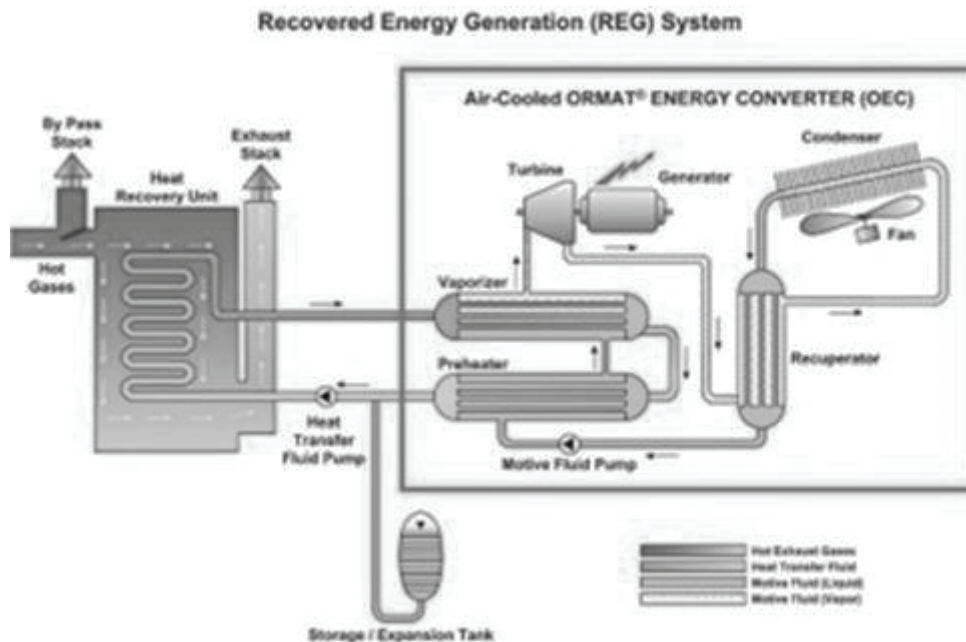 Recovered Energy Generation (REG) System
Air-Cooled ORMAT® ENERGY CONVERTER (OEC)
By Pass
Stack
Exhaust
Stack
Heat
Recovery Unit
Hot
Gases
Turbine
Generator
Condenser
Fan
Vaporizer
Preheater
Recuperator
Heat
Transfer
Fluid Pump
Motive Fluid Pump
Storage / Expansion Tank
Hot Exhaust Gases
Heat Transfer Fluid
Motive Fluid (Liquid)
Motive Fluid (Vapor)